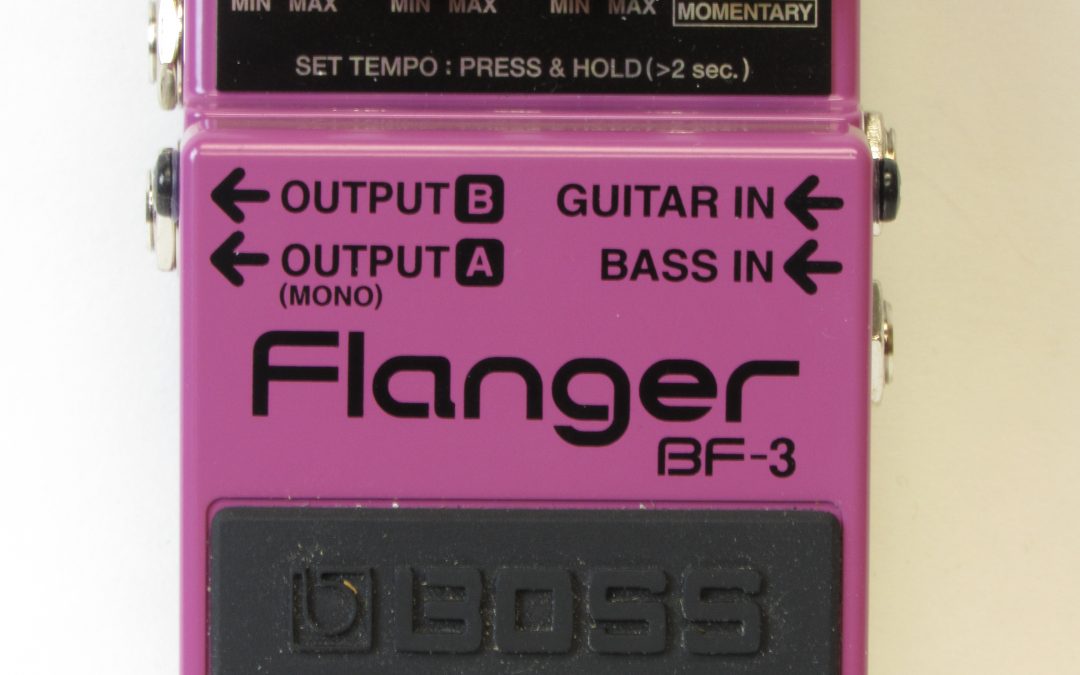 MIN MAX MIN MAX MIN MAX MOMENTARY
SET TEMPO : PRESS & HOLD (>2 sec.)
OUTPUT B GUITAR IN
OUTPUT A BASS IN
(MONO)
Flanger
BF-3
BOSS